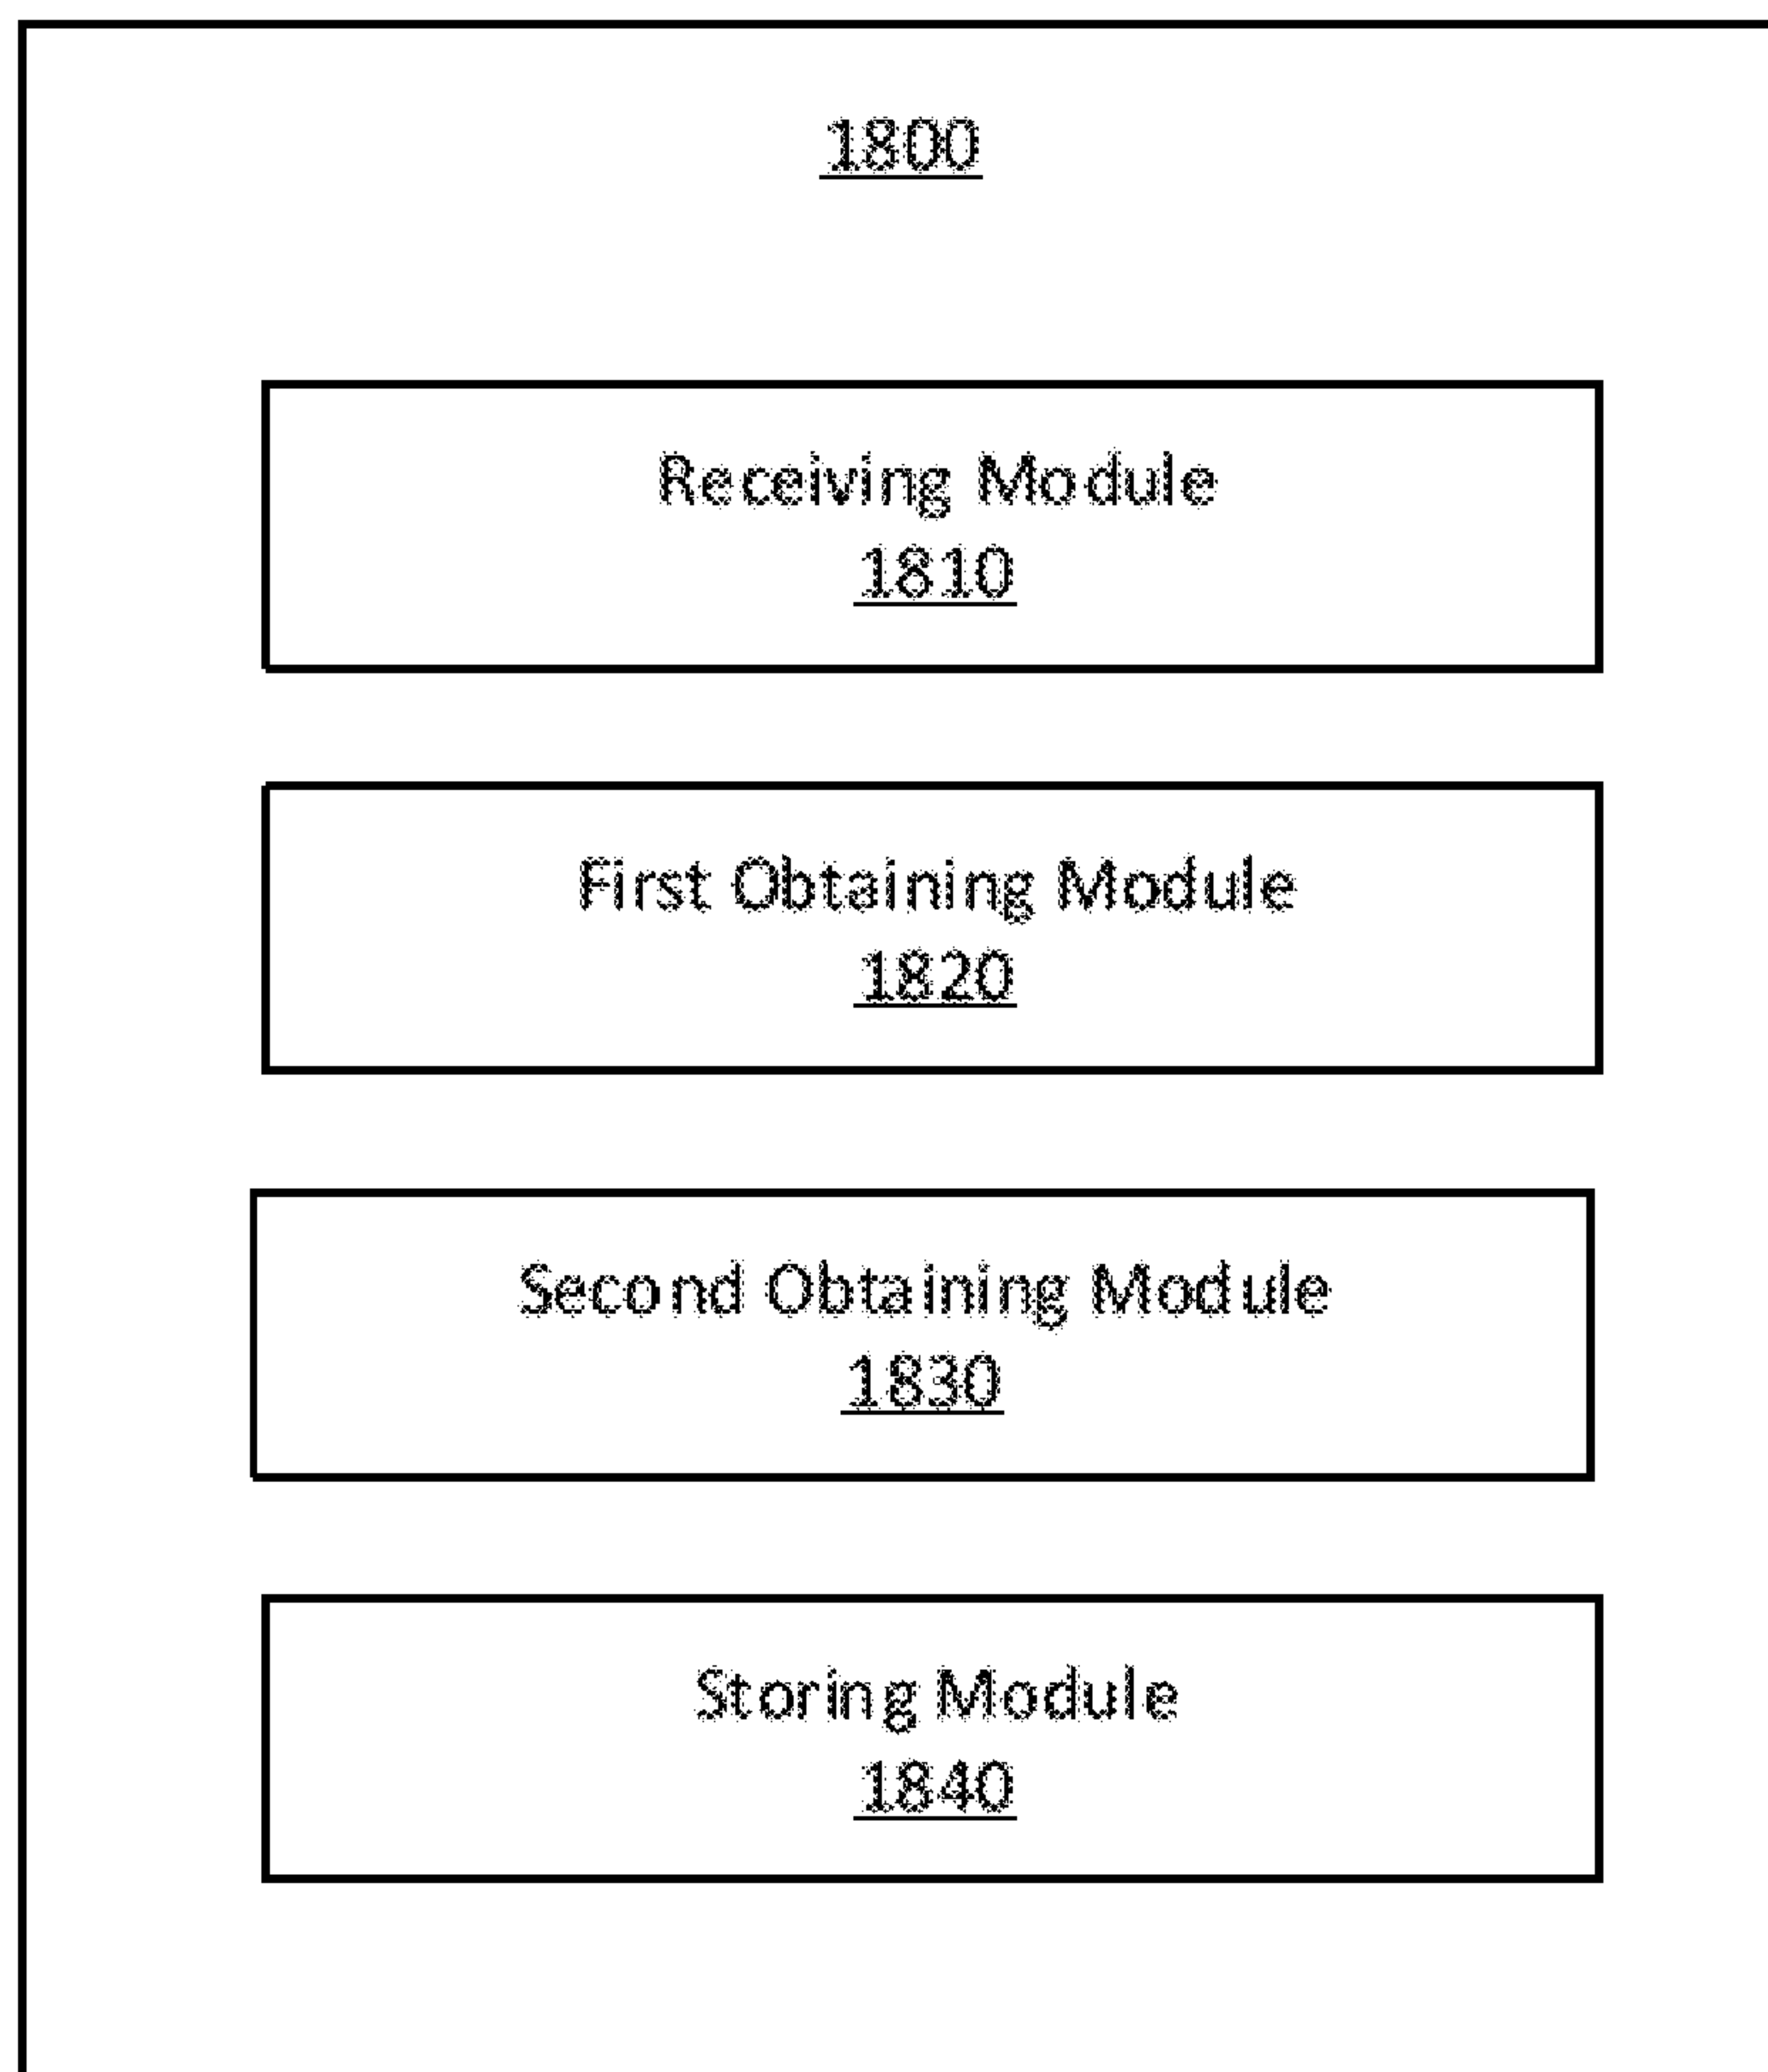 1800
Receiving Module
1810
First Obtaining Module
1820
Second Obtaining Module
1830
Storing Module
1840